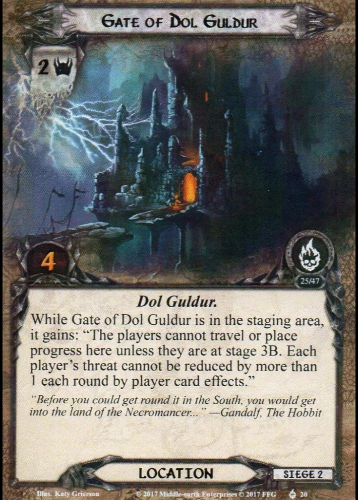 GATE OF DOL GULDUR
2
4
25/47
Dol Guldur.
While Gate of Dol Guldur is in the staging area,
it gains: “The players cannot travel or place
progress here unless they are at stage 3B. Each
player’s threat cannot be reduced by more than
1 each round by player card effects.”
“Before you could get round it in the South, you would get
into the land of the Necromancer...” —Gandalf, The Hobbit
LOCATION
SIEGE 2
Illus. Katy Grierson
© 2017 Middle-earth Enterprises © 2017 FFG
20